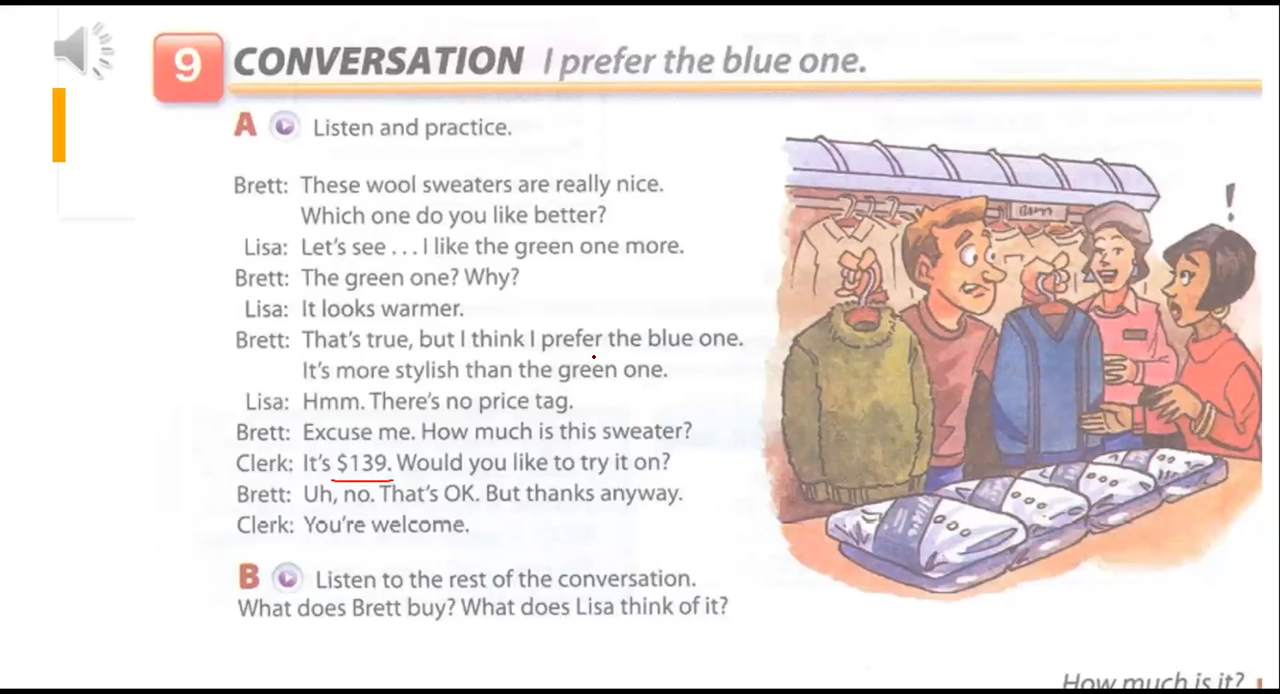 9 CONVERSATION I prefer the blue one.
A Listen and practice.
Brett: These wool sweaters are really nice.
Which one do you like better?
Lisa: Let's see . . . I like the green one more.
Brett: The green one? Why?
Lisa: It looks warmer.
Brett: That's true, but I think I prefer the blue one.
It's more stylish than the green one.
Lisa: Hmm. There's no price tag.
Brett: Excuse me. How much is this sweater?
Clerk: It's $139. Would you like to try it on?
Brett: Uh, no. That's OK. But thanks anyway.
Clerk: You're welcome.
!
B Listen to the rest of the conversation.
What does Brett buy? What does Lisa think of it?
How much is it?